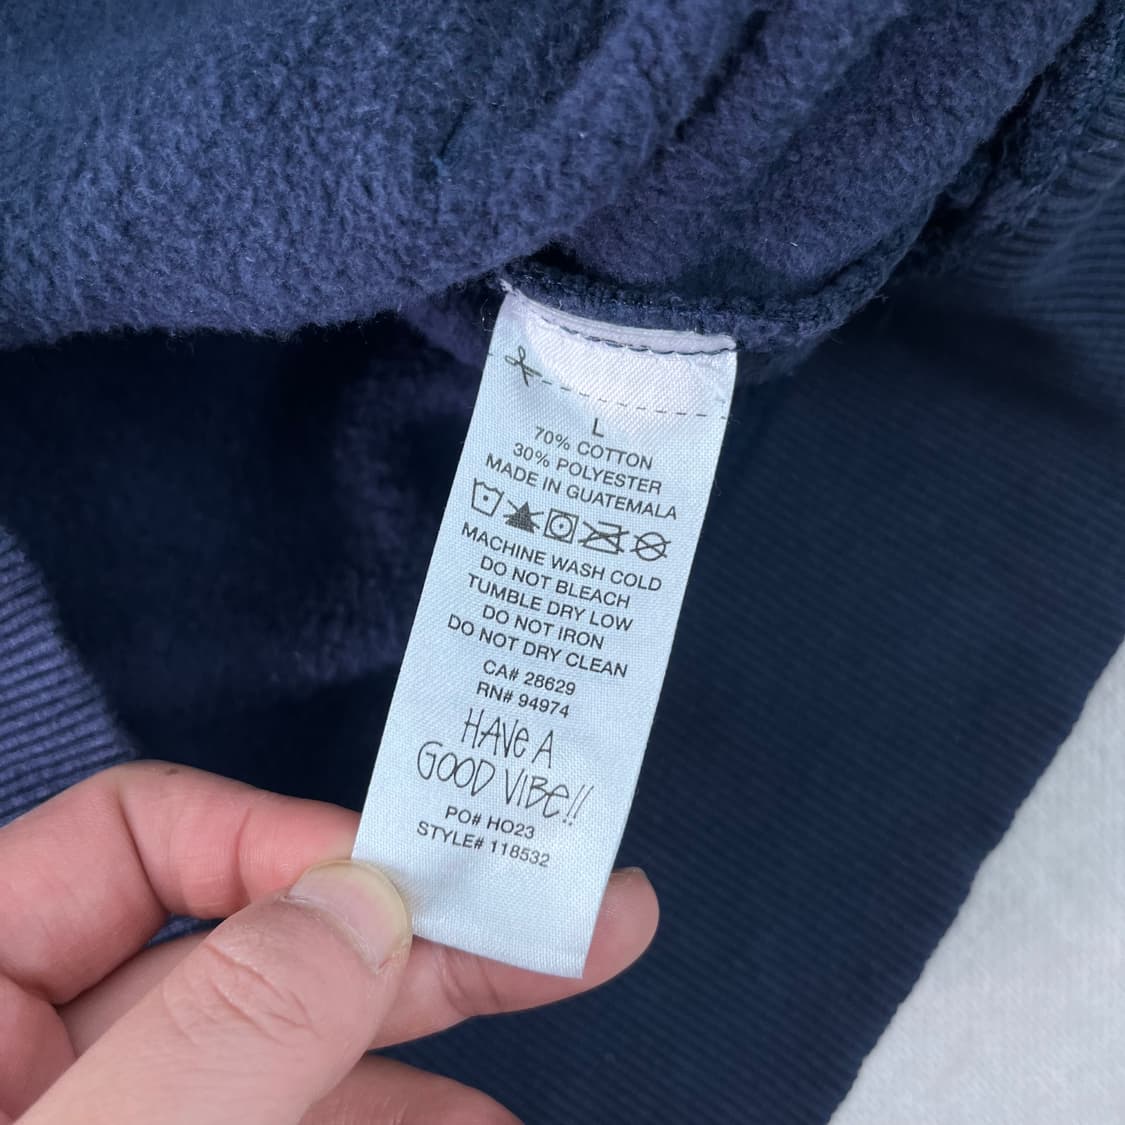 L
70% COTTON
30% POLYESTER
MADE IN GUATEMALA
MACHINE WASH COLD
DO NOT BLEACH
TUMBLE DRY LOW
DO NOT IRON
DO NOT DRY CLEAN
CA# 28629
RN# 94974
HAVE A
GOOD VIBE!!
PO# HO23
STYLE# 118532